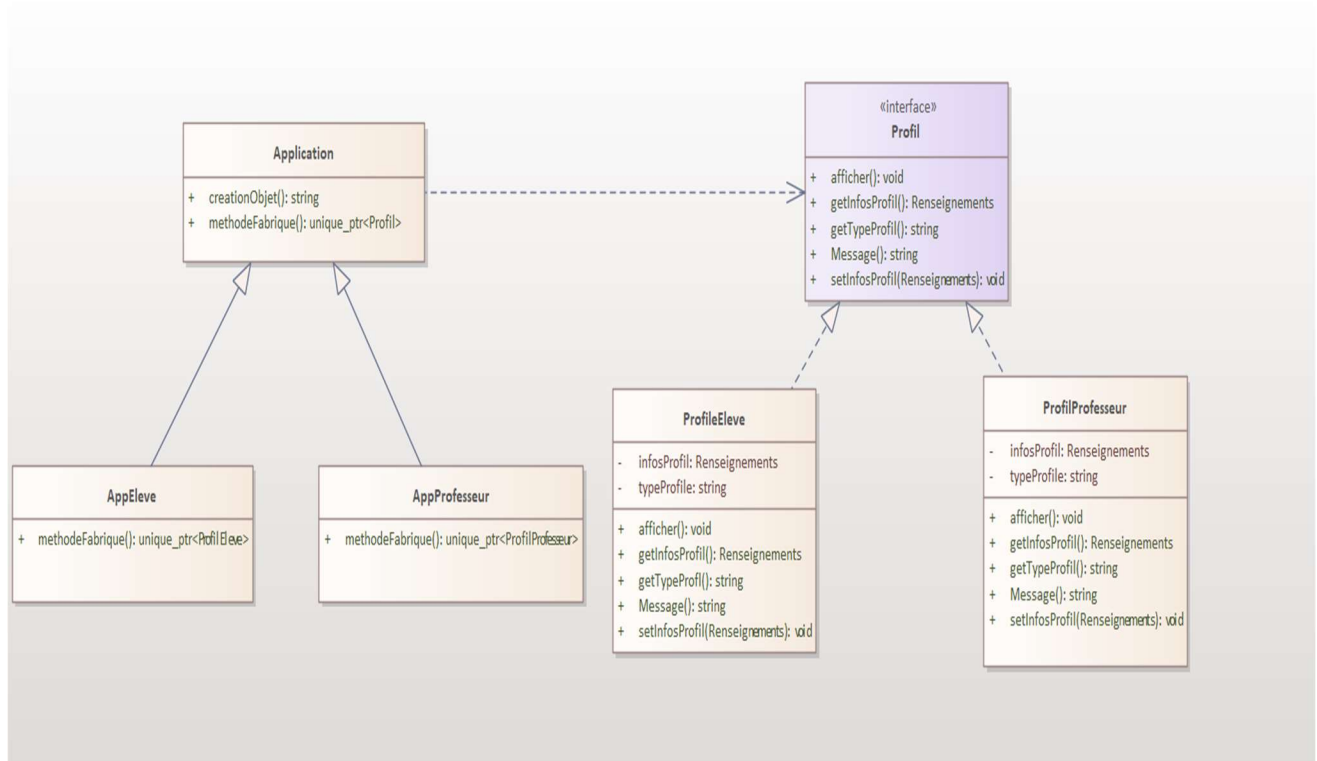 Application
+ creationObjet(): string
+ methodeFabrique(): unique_ptr<Profil>
«interface»
Profil
+ afficher(): void
+ getInfosProfil(): Renseignements
+ getTypeProfil(): string
+ Message(): string
+ setInfosProfil(Renseignements): void
AppEleve
+ methodeFabrique(): unique_ptr<ProfilEleve>
AppProfesseur
+ methodeFabrique(): unique_ptr<ProfilProfesseur>
ProfileEleve
- infosProfil: Renseignements
- typeProfile: string
+ afficher(): void
+ getInfosProfil(): Renseignements
+ getTypeProfl(): string
+ Message(): string
+ setInfosProfil(Renseignements): void
ProfilProfesseur
- infosProfil: Renseignements
- typeProfile: string
+ afficher(): void
+ getInfosProfil(): Renseignements
+ getTypeProfil(): string
+ Message(): string
+ setInfosProfil(Renseignements): void